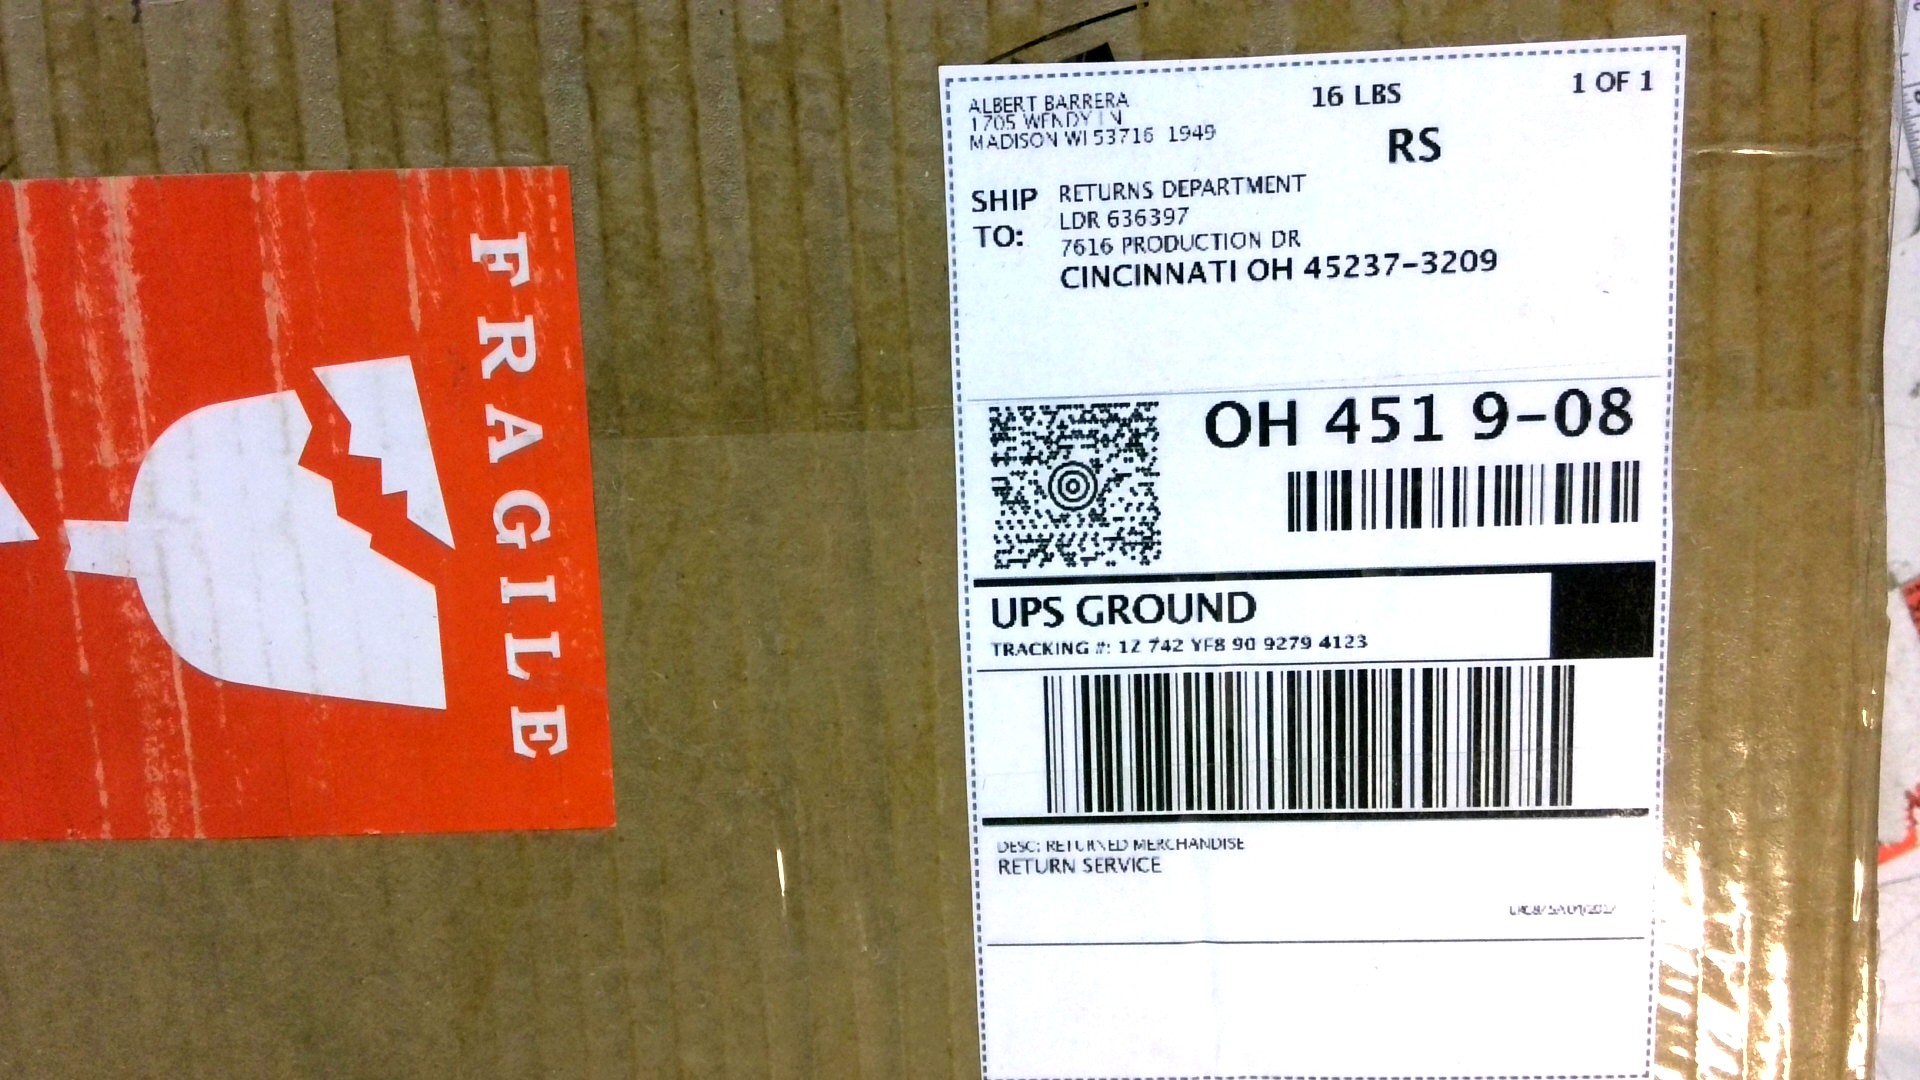 FRAGILE
ALBERT BARRERA
1705 WENDY LN
MADISON WI 53716 1949
16 LBS
1 OF 1
RS
SHIP TO:
RETURNS DEPARTMENT
LDR 636397
7616 PRODUCTION DR
CINCINNATI OH 45237-3209
OH 451 9-08
UPS GROUND
TRACKING #: 1Z 742 YF8 90 9279 4123
DESC: RETURNED MERCHANDISE
RETURN SERVICE